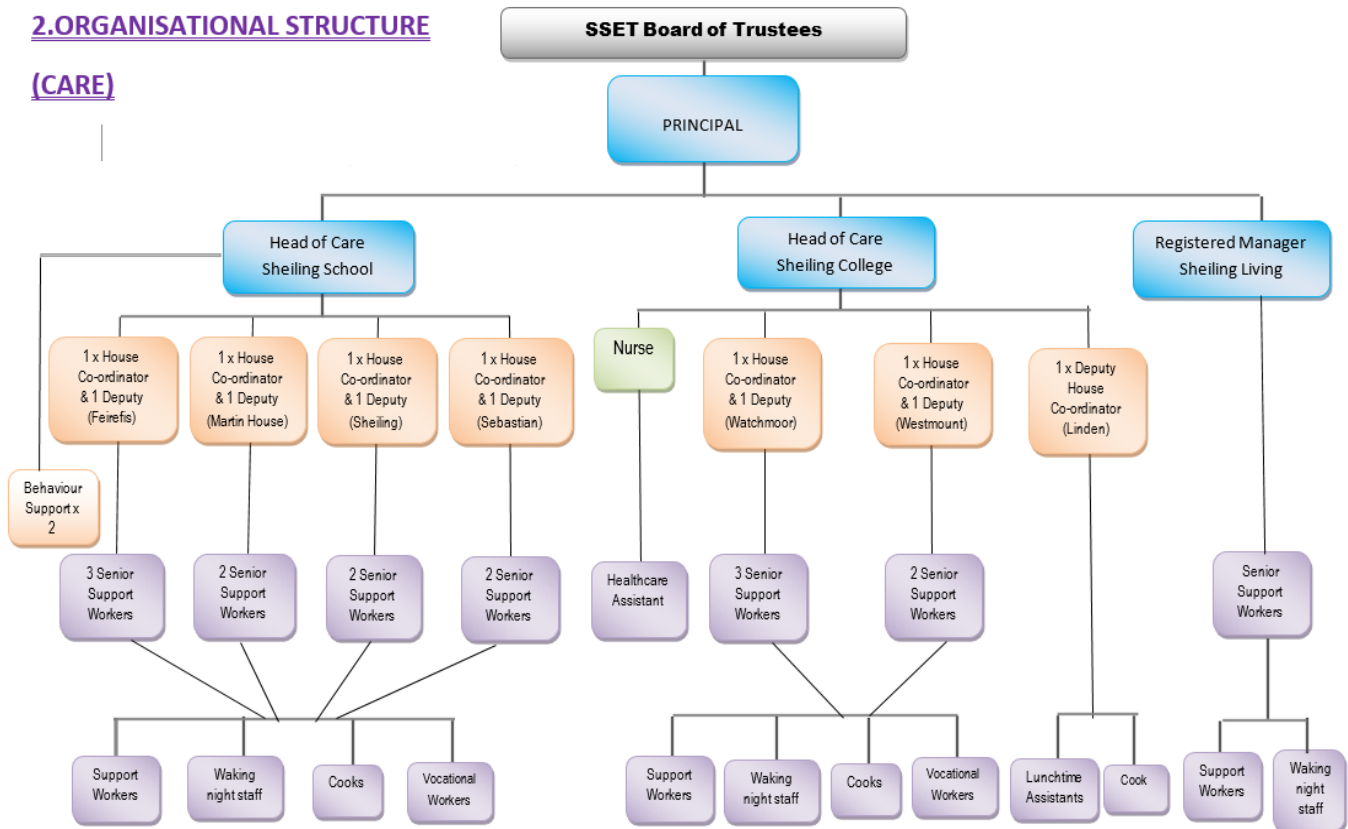 2.ORGANISATIONAL STRUCTURE
(CARE)
SSET Board of Trustees
PRINCIPAL
Head of Care
Sheiling School
Head of Care
Sheiling College
Registered Manager
Sheiling Living
1 x House
Co-ordinator
& 1 Deputy
(Feirefis)
1 x House
Co-ordinator
& 1 Deputy
(Martin House)
1 x House
Co-ordinator
& 1 Deputy
(Sheiling)
1 x House
Co-ordinator
& 1 Deputy
(Sebastian)
Nurse
1 x House
Co-ordinator
& 1 Deputy
(Watchmoor)
1 x House
Co-ordinator
& 1 Deputy
(Westmount)
1 x Deputy
House
Co-ordinator
(Linden)
Behaviour
Support x
2
3 Senior
Support
Workers
2 Senior
Support
Workers
2 Senior
Support
Workers
2 Senior
Support
Workers
Healthcare
Assistant
3 Senior
Support
Workers
2 Senior
Support
Workers
Senior
Support
Workers
Support
Workers
Waking
night staff
Cooks
Vocational
Workers
Support
Workers
Waking
night staff
Cooks
Vocational
Workers
Lunchtime
Assistants
Cook
Support
Workers
Waking
night
staff